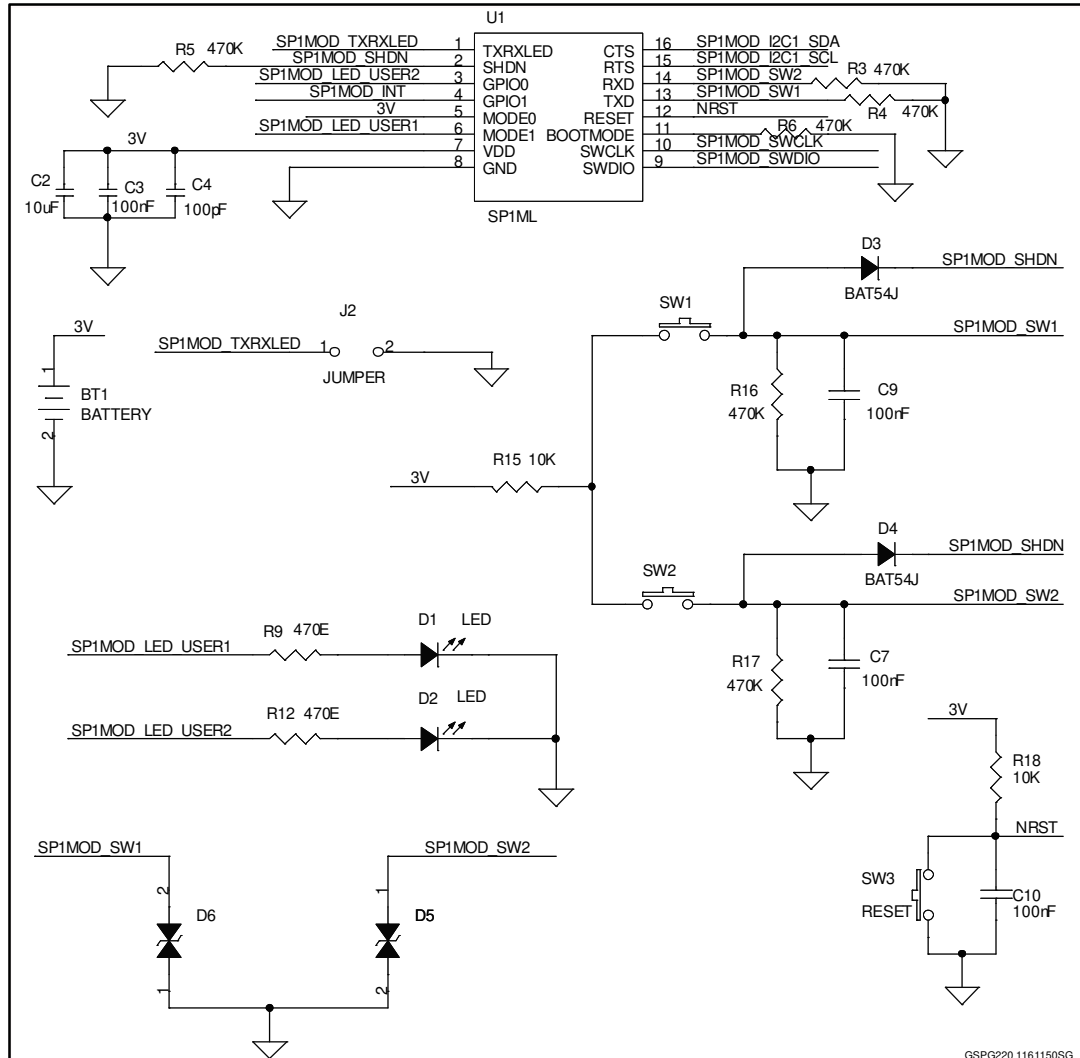 U1
R5 470K
SP1MOD_TXRXLED
SP1MOD_SHDN
SP1MOD_LED_USER2
SP1MOD_INT
3V
SP1MOD_LED_USER1
3V
1
2
3
4
5
6
7
8
TXRXLED
SHDN
GPIO0
GPIO1
MODE0
MODE1
VDD
GND
CTS
RTS
RXD
TXD
RESET
BOOTMODE
SWCLK
SWDIO
16
15
14
13
12
11
10
9
SP1MOD_I2C1_SDA
SP1MOD_I2C1_SCL
SP1MOD_SW2
SP1MOD_SW1
NRST
SP1MOD_SWCLK
SP1MOD_SWDIO
R3 470K
R4 470K
R6 470K
SP1ML
C2
10uF
C3
100nF
C4
100pF
D3
BAT54J
SP1MOD_SHDN
SW1
SP1MOD_SW1
R16
470K
C9
100nF
3V
1
BT1
BATTERY
2
J2
SP1MOD_TXRXLED
1
2
JUMPER
R15 10K
3V
D4
BAT54J
SP1MOD_SHDN
SW2
SP1MOD_SW2
R17
470K
C7
100nF
SP1MOD_LED_USER1
R9 470E
D1
LED
SP1MOD_LED_USER2
R12 470E
D2
LED
3V
R18
10K
NRST
SW3
RESET
C10
100nF
SP1MOD_SW1
2
D6
1
SP1MOD_SW2
1
D5
2
GSPG220 1161150SG